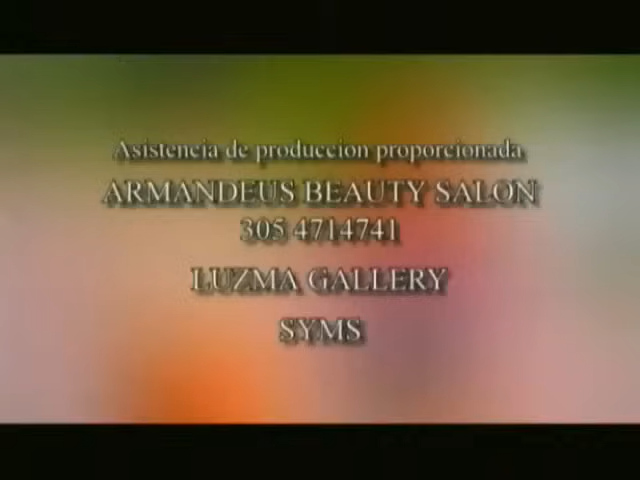 Asistencia de produccion proporcionada
ARMANDEUS BEAUTY SALON
305 4714741
LUZMA GALLERY
SYMS